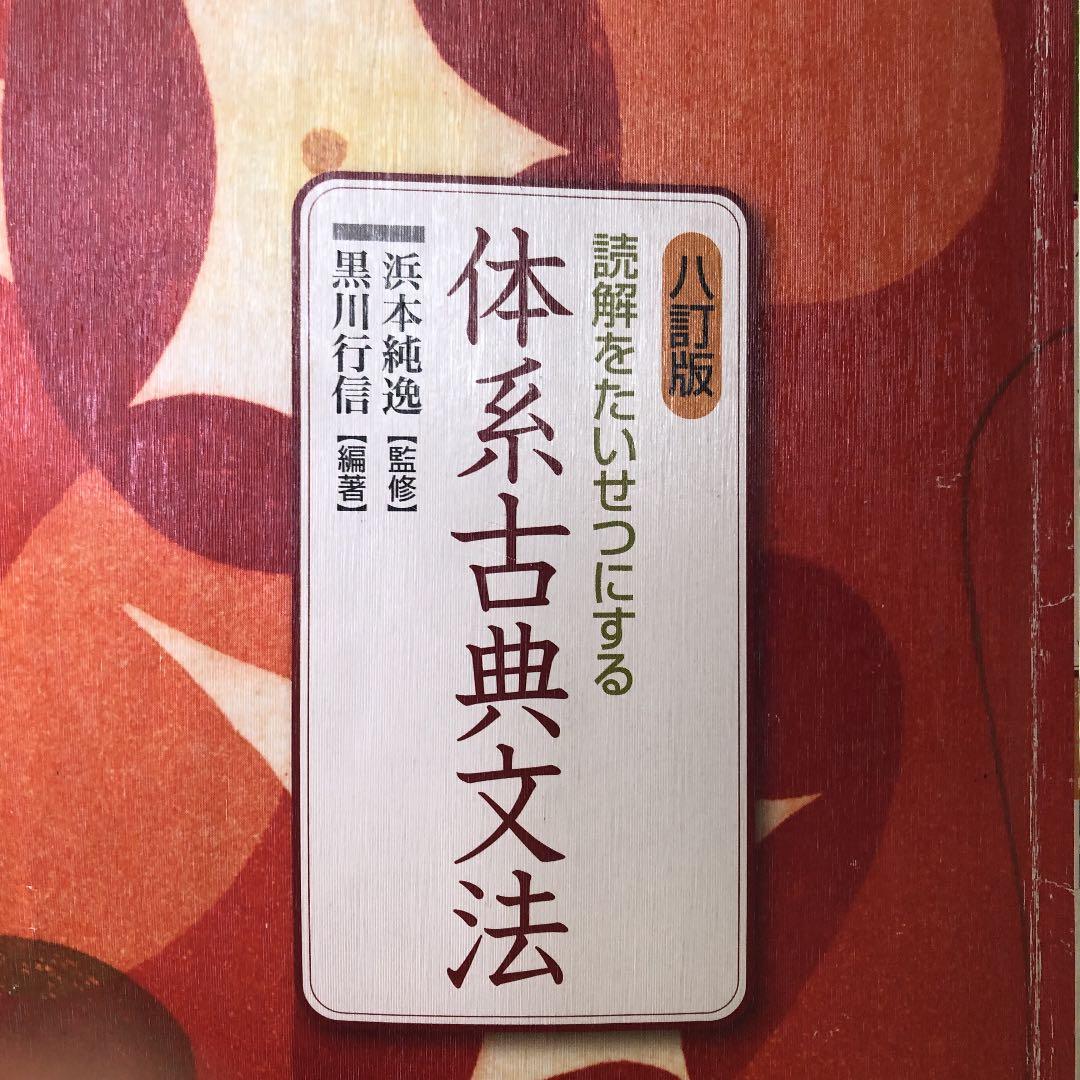 八訂版
読解をたいせつにする
体系古典文法
浜本純逸【監修】
黒川行信【編著】